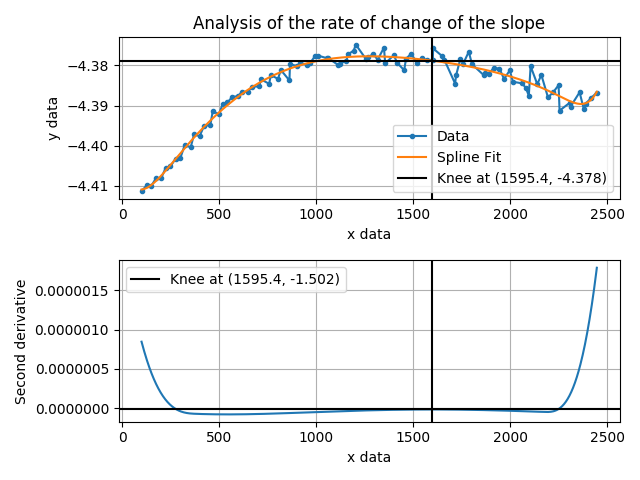 Analysis of the rate of change of the slope
−4.38
−4.39
−4.40
−4.41
y data
Data
Spline Fit
Knee at (1595.4, -4.378)
0
500
1000
1500
2000
2500
x data
Knee at (1595.4, -1.502)
0.0000015
0.0000010
0.0000005
0.0000000
Second derivative
0
500
1000
1500
2000
2500
x data